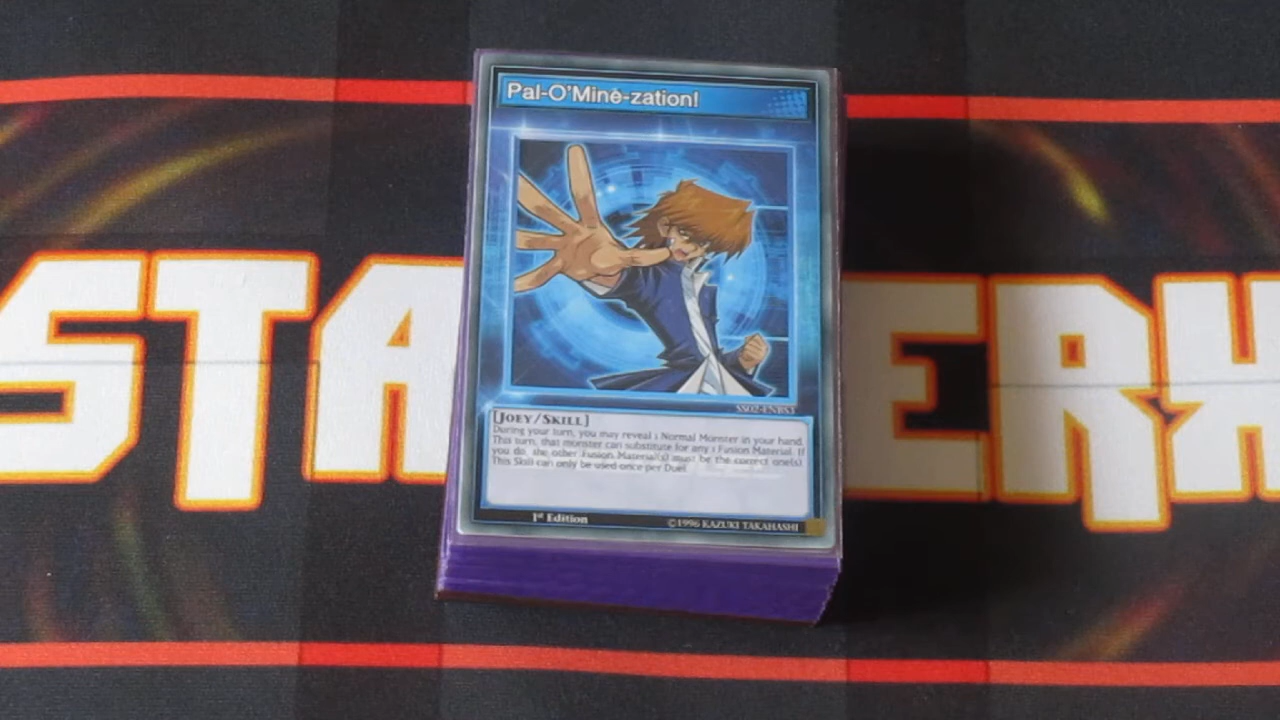 Pal-O'Mine-zation!
STA
ER
SS02-ENBS3
[JOEY/SKILL]
During your turn, you may reveal 1 Normal Monster in your hand.
This turn, that monster can substitute for any 1 Fusion Material. If
you do, the other Fusion Material(s) must be the correct one(s).
This Skill can only be used once per Duel.
1st Edition
©1996 KAZUKI TAKAHASHI